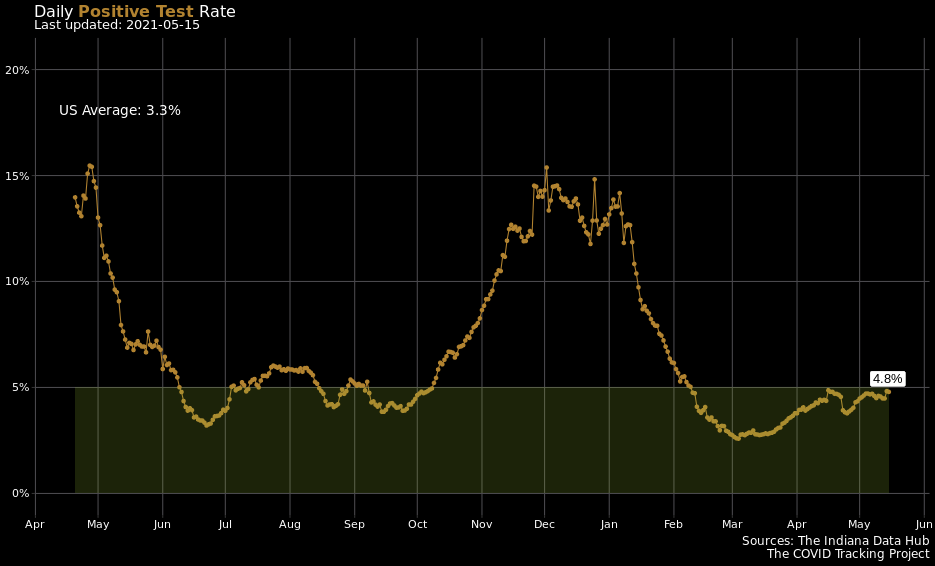 Daily Positive Test Rate
Last updated: 2021-05-15
20%
US Average: 3.3%
15%
10%
5%
4.8%
0%
Apr May Jun Jul Aug Sep Oct Nov Dec Jan Feb Mar Apr May Jun
Sources: The Indiana Data Hub
The COVID Tracking Project